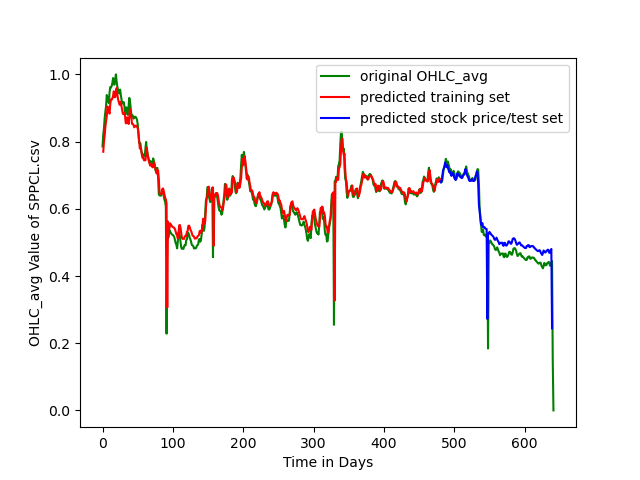 original OHLC_avg
predicted training set
predicted stock price/test set
OHLC_avg Value of SPPCL.csv
1.0
0.8
0.6
0.4
0.2
0.0
0 100 200 300 400 500 600
Time in Days